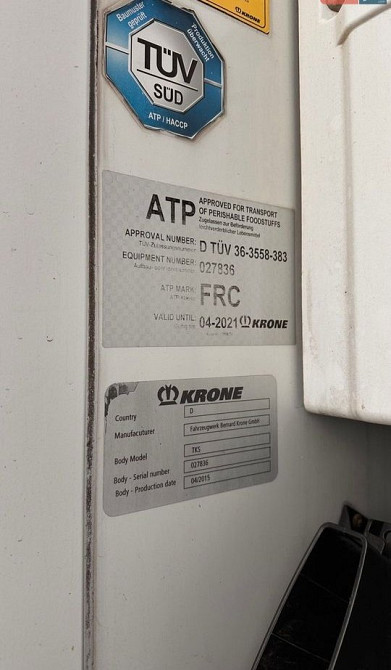 KRONE
Baumuster geprüft
Produktion überwacht
TÜV
SÜD
ATP / HACCP
ATP APPROVED FOR TRANSPORT
OF PERISHABLE FOODSTUFFS
Zugelassen zur Beförderung
leichtverderblicher Lebensmittel
APPROVAL NUMBER: D TÜV 36-3558-383
EQUIPMENT NUMBER: 027836
ATP MARK: FRC
VALID UNTIL: 04-2021 KRONE
KRONE
Country D
Manufacuturer Fahrzeugwerk Bernard Krone GmbH
Body Model TKS
Body - Serial number 027836
Body - Production date 04/2015